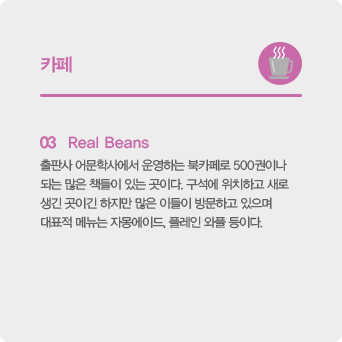 카페
03 Real Beans
출판사 어문학사에서 운영하는 북카페로 500권이나
되는 많은 책들이 있는 곳이다. 구석에 위치하고 새로
생긴 곳이긴 하지만 많은 이들이 방문하고 있으며
대표적 메뉴는 자몽에이드, 플레인 와플 등이다.